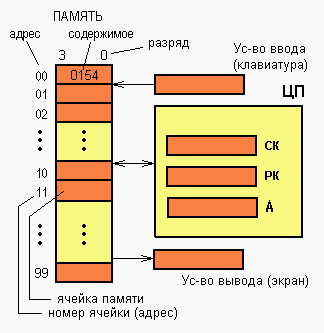 ПАМЯТЬ
адрес содержимое
3 0 разряд
00 0154
01
02
10
11
99
Ус-во ввода
(клавиатура)
ЦП
СК
РК
А
Ус-во вывода (экран)
ячейка памяти
номер ячейки (адрес)